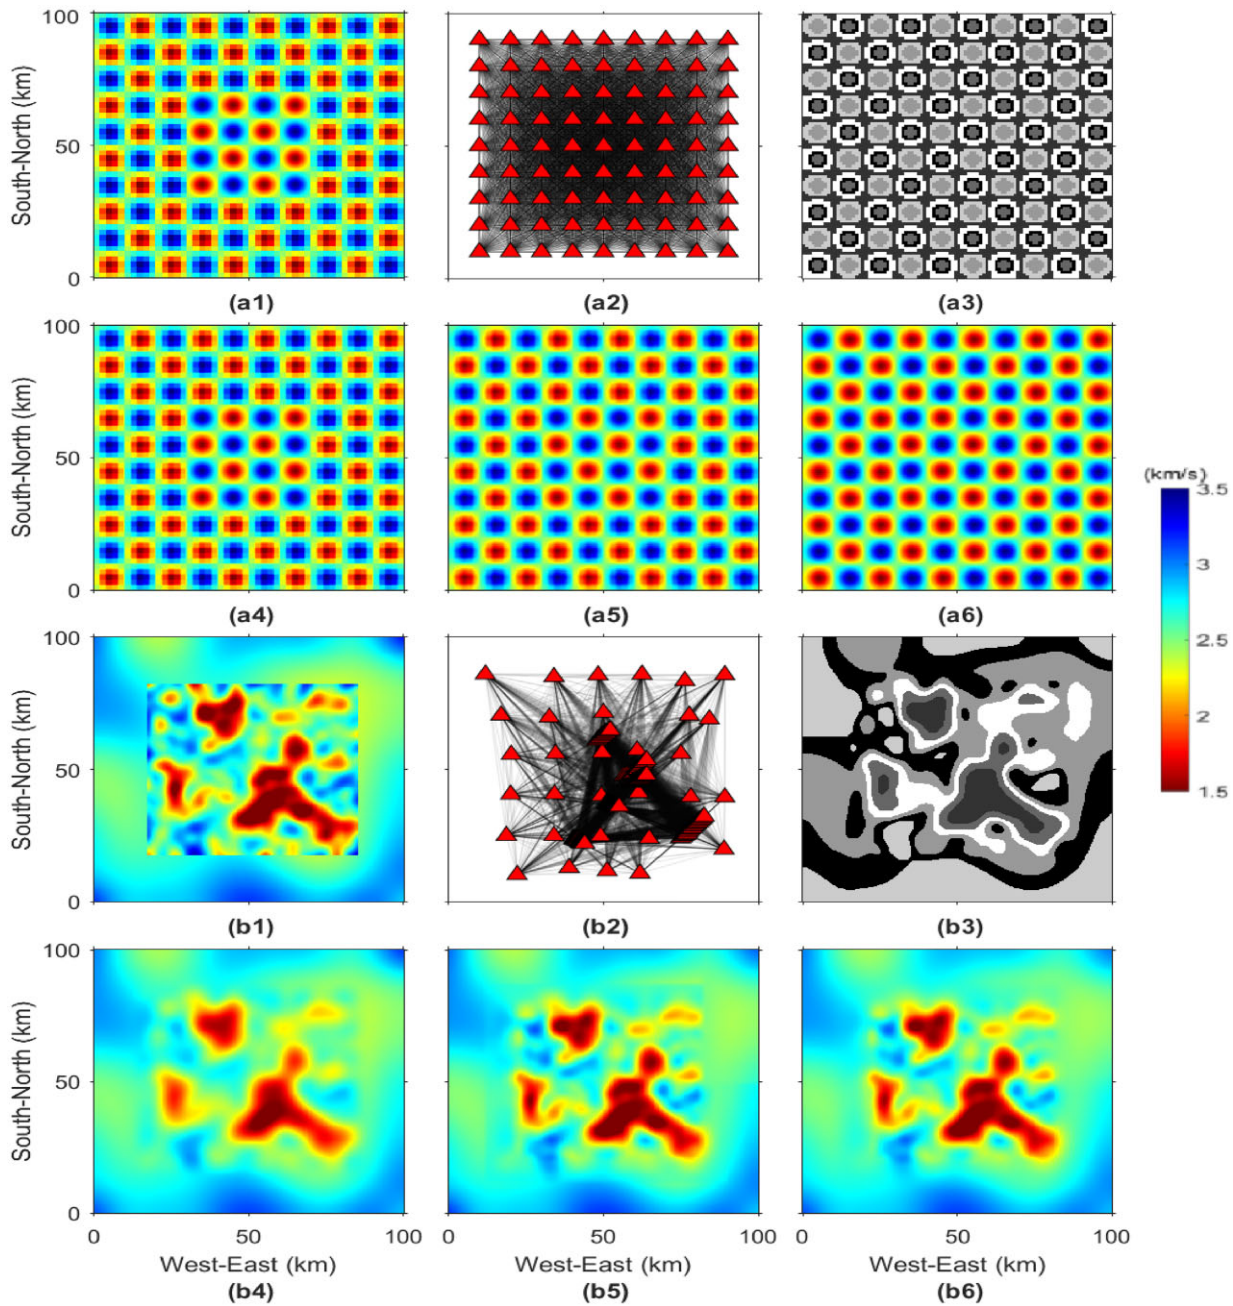 100
50
0
South-North (km)
(a1)
(a2)
(a3)
100
50
0
South-North (km)
(a4)
(a5)
(a6)
(km/s)
3.5
3
2.5
2
1.5
100
50
0
South-North (km)
(b1)
(b2)
(b3)
100
50
0
South-North (km)
0 50 100
0 50 100
0 50 100
West-East (km)
West-East (km)
West-East (km)
(b4)
(b5)
(b6)